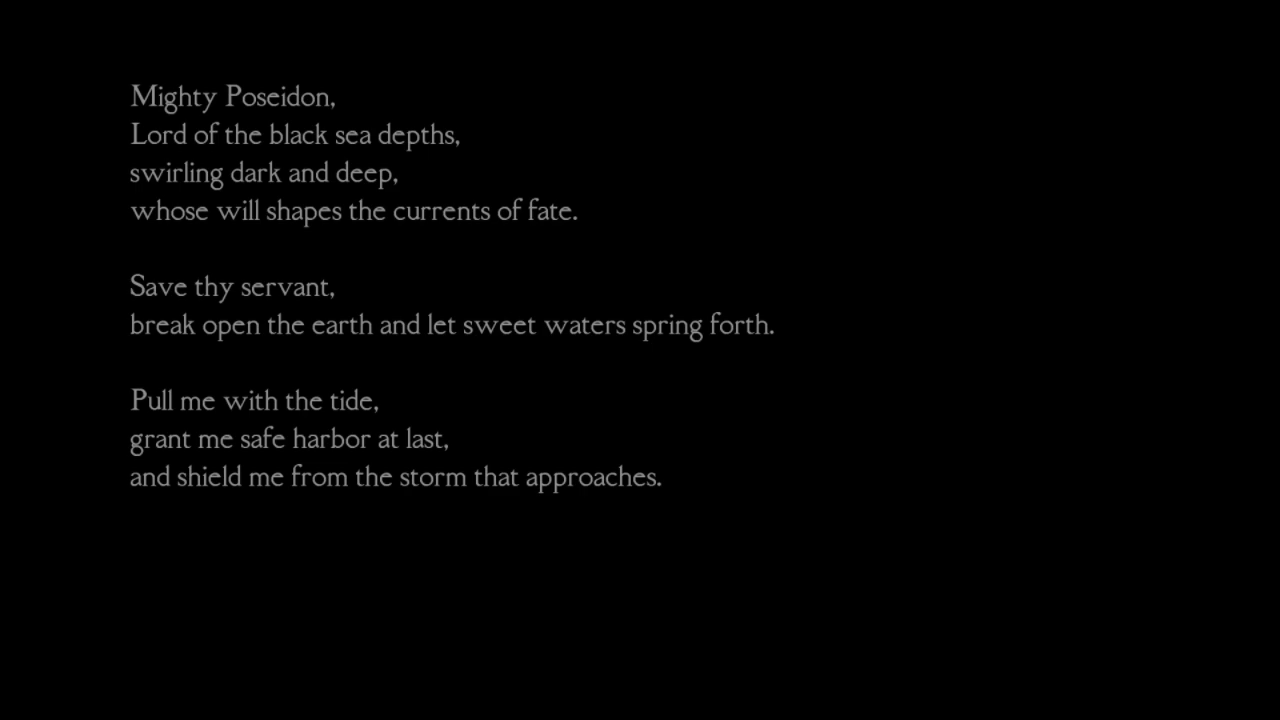 Mighty Poseidon,
Lord of the black sea depths,
swirling dark and deep,
whose will shapes the currents of fate.
Save thy servant,
break open the earth and let sweet waters spring forth.
Pull me with the tide,
grant me safe harbor at last,
and shield me from the storm that approaches.